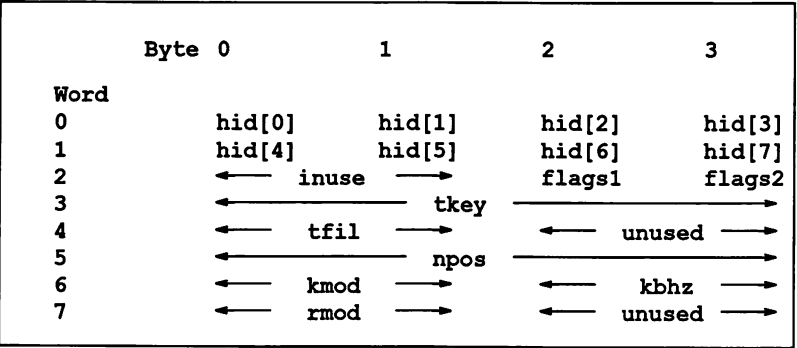 Byte 0 1 2 3
Word
0 hid[0] hid[1] hid[2] hid[3]
1 hid[4] hid[5] hid[6] hid[7]
2 inuse flags1 flags2
3 tkey
4 tfil unused
5 npos
6 kmod kbhz
7 rmod unused